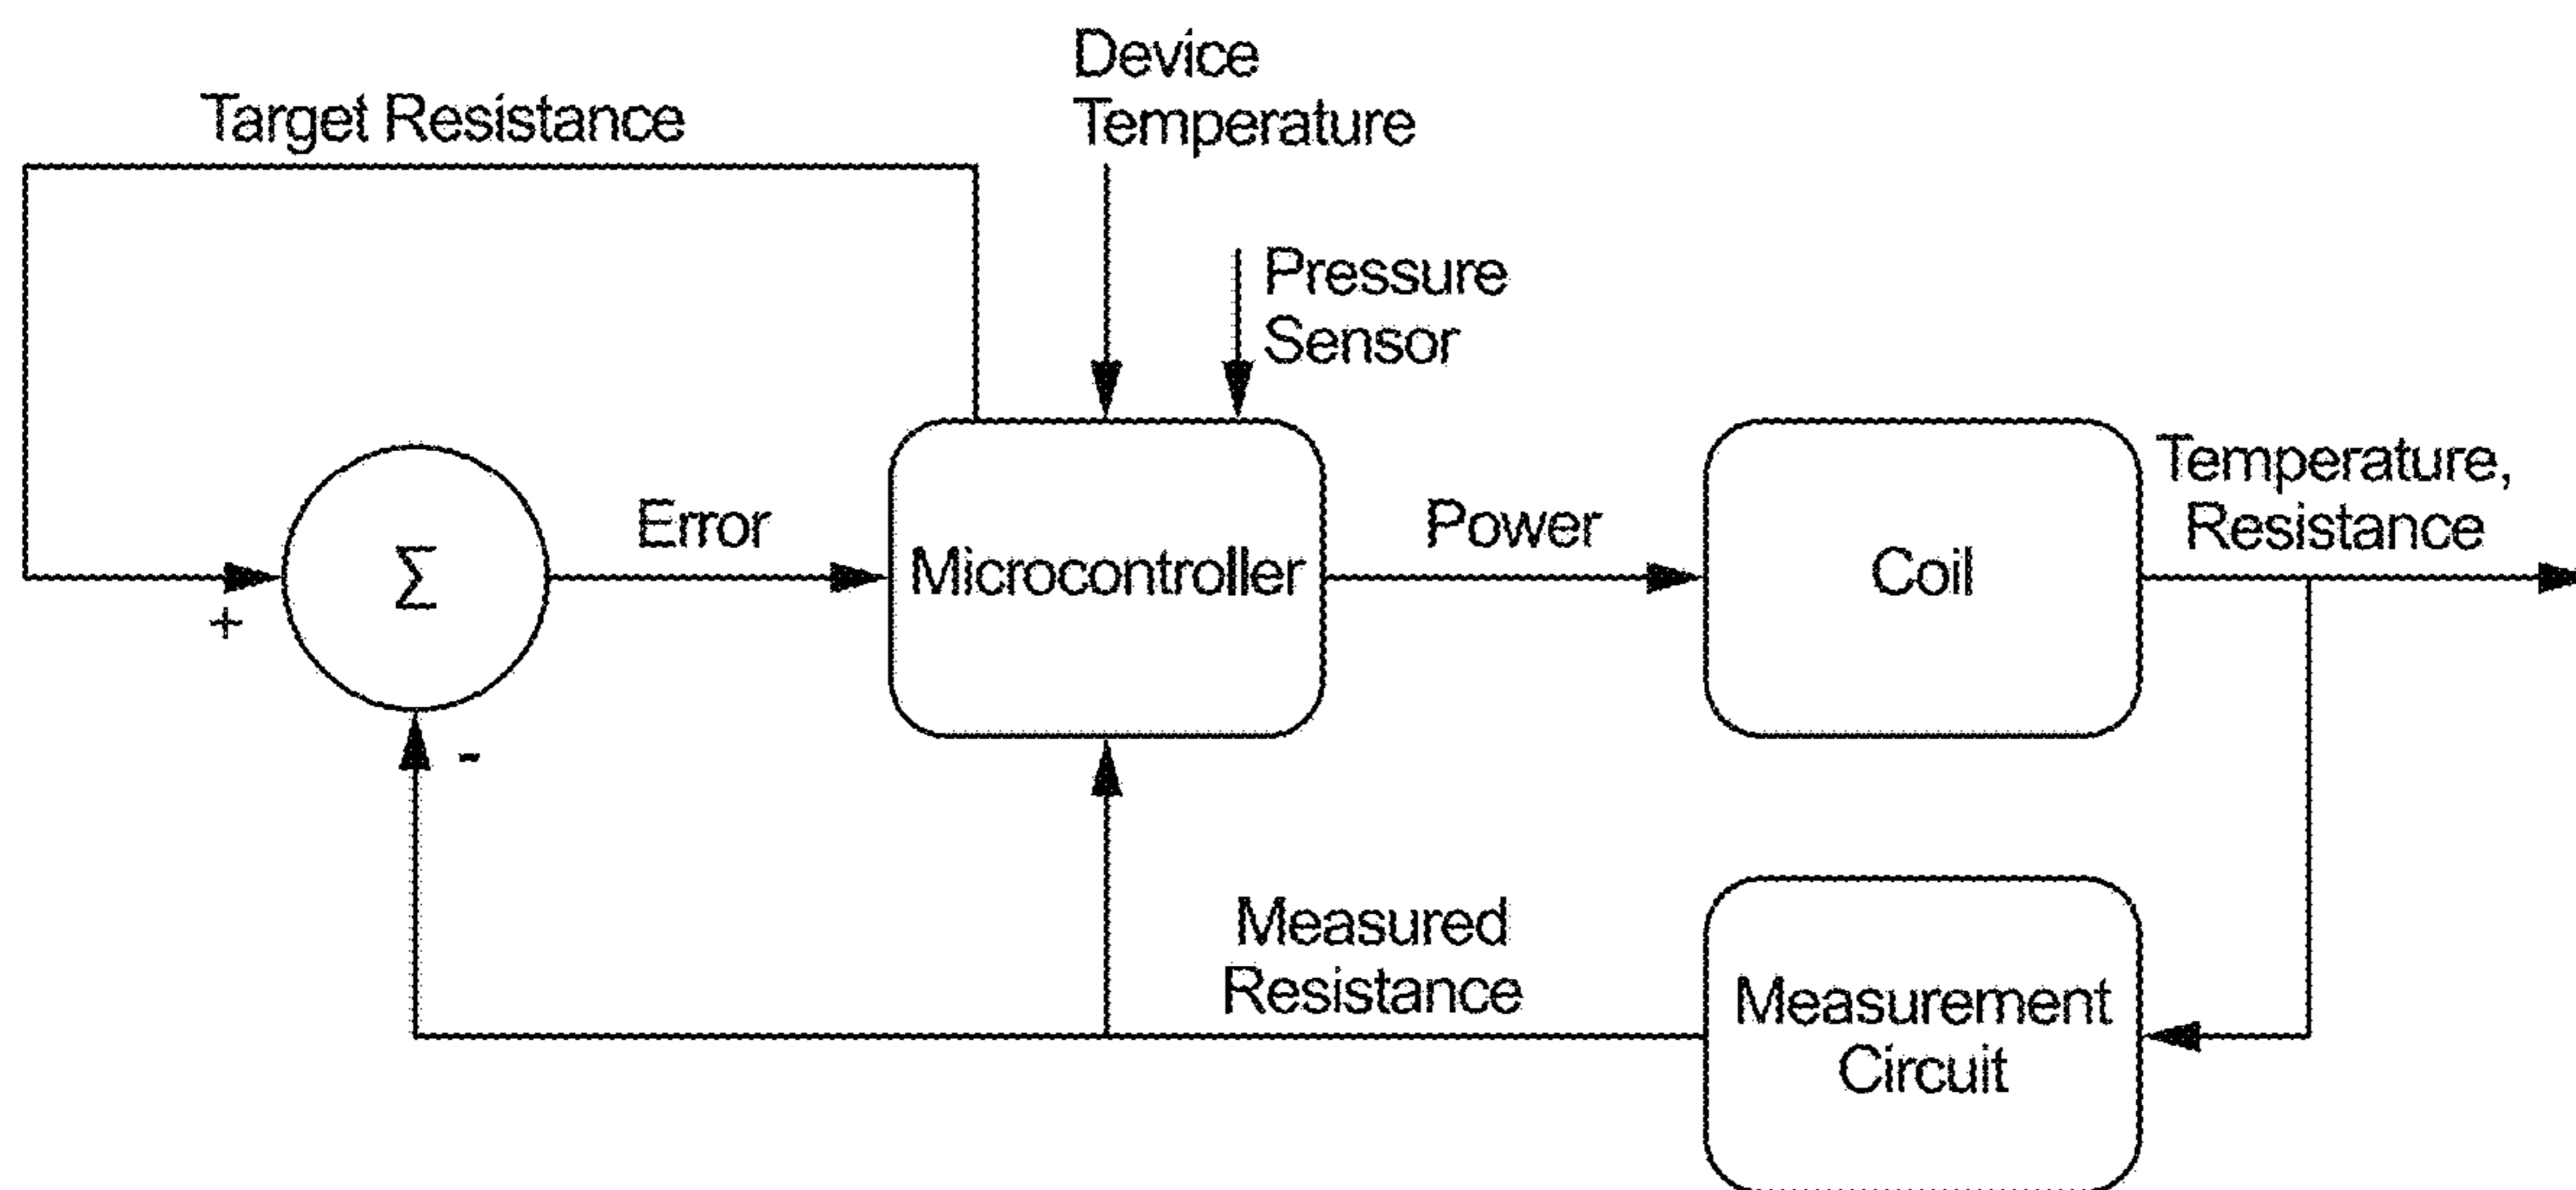 Device
Temperature
Target Resistance
Pressure
Sensor
Temperature,
Resistance
Error
Power
Σ
Microcontroller
Coil
+
-
Measured
Resistance
Measurement
Circuit